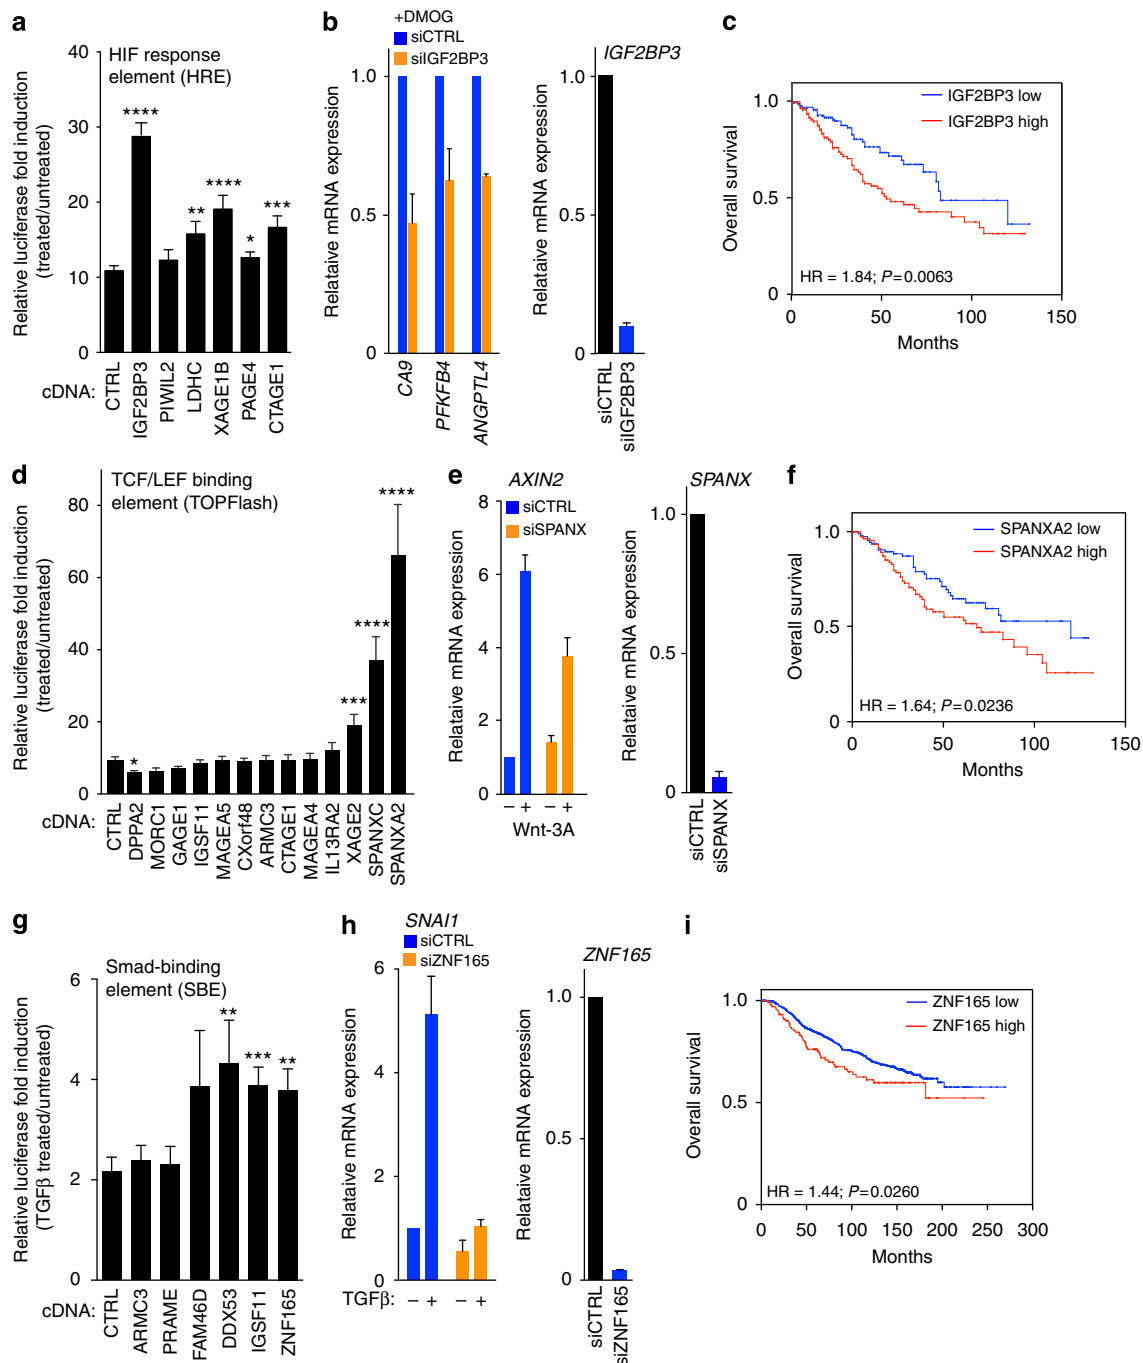 a
HIF response
element (HRE)
Relative luciferase fold induction
(treated/untreated)
40
30
20
10
0
****
**
****
*
***
cDNA:
CTRL
IGF2BP3
PIWIL2
LDHC
XAGE1B
PAGE4
CTAGE1
b
+DMOG
siCTRL
siIGF2BP3
Relataive mRNA expression
1.0
0.5
0
CA9
PFKFB4
ANGPTL4
IGF2BP3
Relataive mRNA expression
1.0
0.5
0
siCTRL
siIGF2BP3
c
IGF2BP3 low
IGF2BP3 high
Overall survival
1.0
0.5
0
HR = 1.84; P=0.0063
0 50 100 150
Months
d
TCF/LEF binding
element (TOPFlash)
Relative luciferase fold induction
(treated/untreated)
80
60
40
20
0
*
***
****
****
cDNA:
CTRL
DPPA2
MORC1
GAGE1
IGSF11
MAGEA5
CXorf48
ARMC3
CTAGE1
MAGEA4
IL13RA2
XAGE2
SPANXC
SPANXA2
e
AXIN2
siCTRL
siSPANX
Relataive mRNA expression
8
6
4
2
0
− + − +
Wnt-3A
SPANX
Relataive mRNA expression
1.0
0.5
0
siCTRL
siSPANX
f
SPANXA2 low
SPANXA2 high
Overall survival
1.0
0.5
0
HR = 1.64; P=0.0236
0 50 100 150
Months
g
Smad-binding
element (SBE)
Relative luciferase fold induction
(TGFβ treated/untreated)
6
4
2
0
**
***
**
cDNA:
CTRL
ARMC3
PRAME
FAM46D
DDX53
IGSF11
ZNF165
h
SNAI1
siCTRL
siZNF165
Relataive mRNA expression
6
4
2
0
TGFβ: − + − +
ZNF165
Relataive mRNA expression
1.0
0.5
0
siCTRL
siZNF165
i
ZNF165 low
ZNF165 high
Overall survival
1.0
0.5
0
HR = 1.44; P=0.0260
0 50 100 150 200 250 300
Months